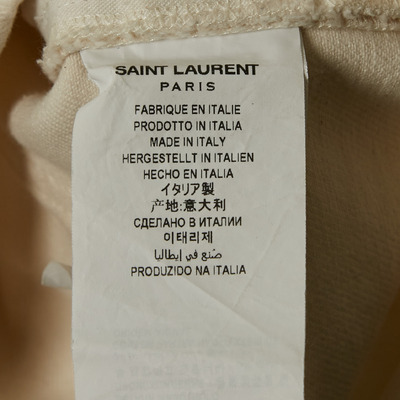 SAINT LAURENT
PARIS
FABRIQUE EN ITALIE
PRODOTTO IN ITALIA
MADE IN ITALY
HERGESTELLT IN ITALIEN
HECHO EN ITALIA
イタリア製
产地:意大利
СДЕЛАНО В ИТАЛИИ
이태리제
صنع في إيطاليا
PRODUZIDO NA ITALIA